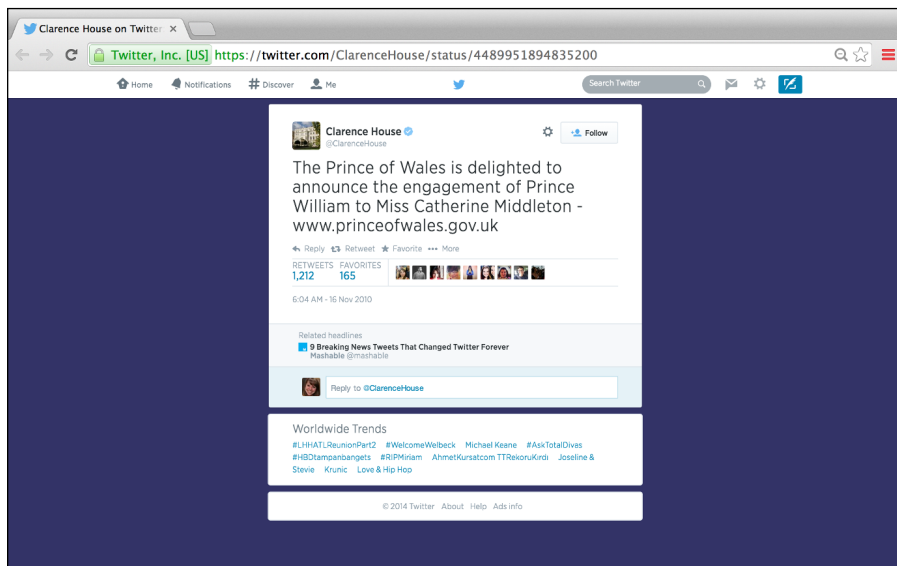 Clarence House on Twitter
Twitter, Inc. [US] https://twitter.com/ClarenceHouse/status/4489951894835200
Home Notifications # Discover Me Search Twitter
Clarence House
@ClarenceHouse
Follow
The Prince of Wales is delighted to
announce the engagement of Prince
William to Miss Catherine Middleton -
www.princeofwales.gov.uk
Reply Retweet Favorite ••• More
RETWEETS FAVORITES
1,212 165
6:04 AM - 16 Nov 2010
Related headlines
9 Breaking News Tweets That Changed Twitter Forever
Mashable @mashable
Reply to @ClarenceHouse
Worldwide Trends
#LHHATLReunionPart2 #WelcomeWelbeck Michael Keane #AskTotalDivas
#HBDtampanbangets #RIPMiriam AhmetKursatcom TTRekoruKırdı Joseline &
Stevie Krunic Love & Hip Hop
© 2014 Twitter About Help Ads info